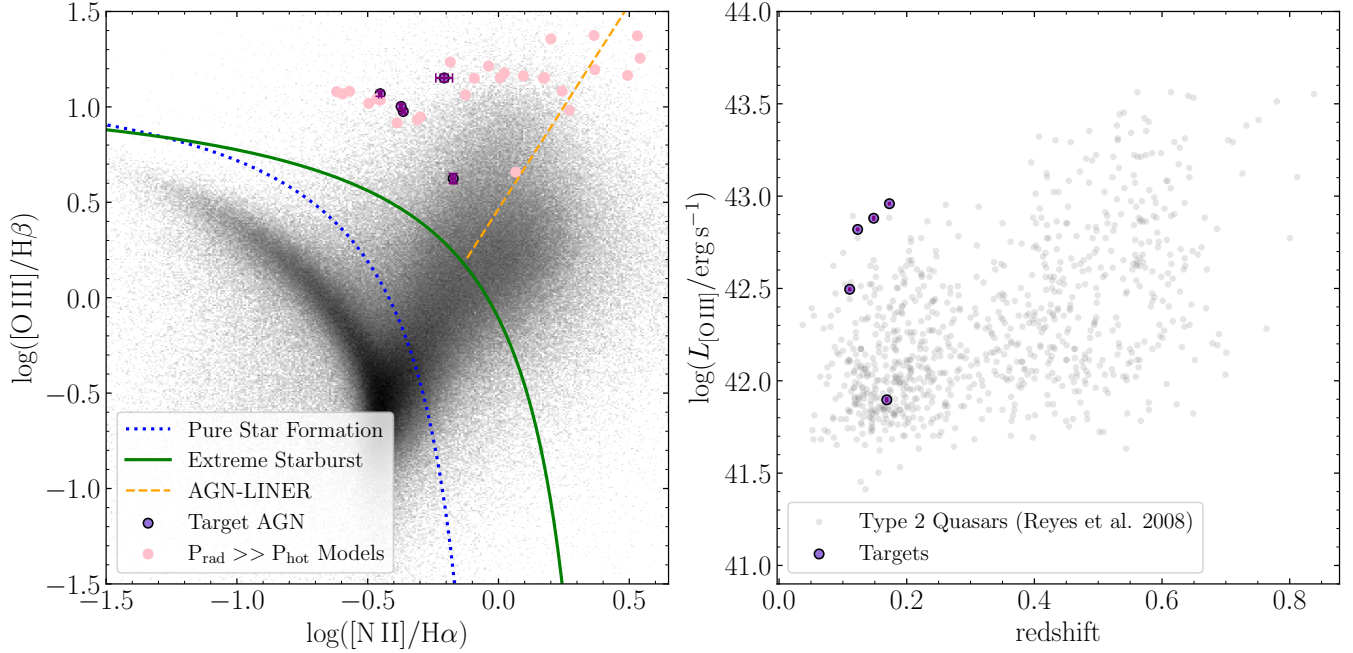 1.5
1.0
0.5
0.0
−0.5
−1.0
−1.5
log([O III]/Hβ)
Pure Star Formation
Extreme Starburst
AGN-LINER
Target AGN
P_rad >> P_hot Models
−1.5 −1.0 −0.5 0.0 0.5
log([N II]/Hα)
44.0
43.5
43.0
42.5
42.0
41.5
41.0
log(L_[O III]/erg s⁻¹)
Type 2 Quasars (Reyes et al. 2008)
Targets
0.0 0.2 0.4 0.6 0.8
redshift